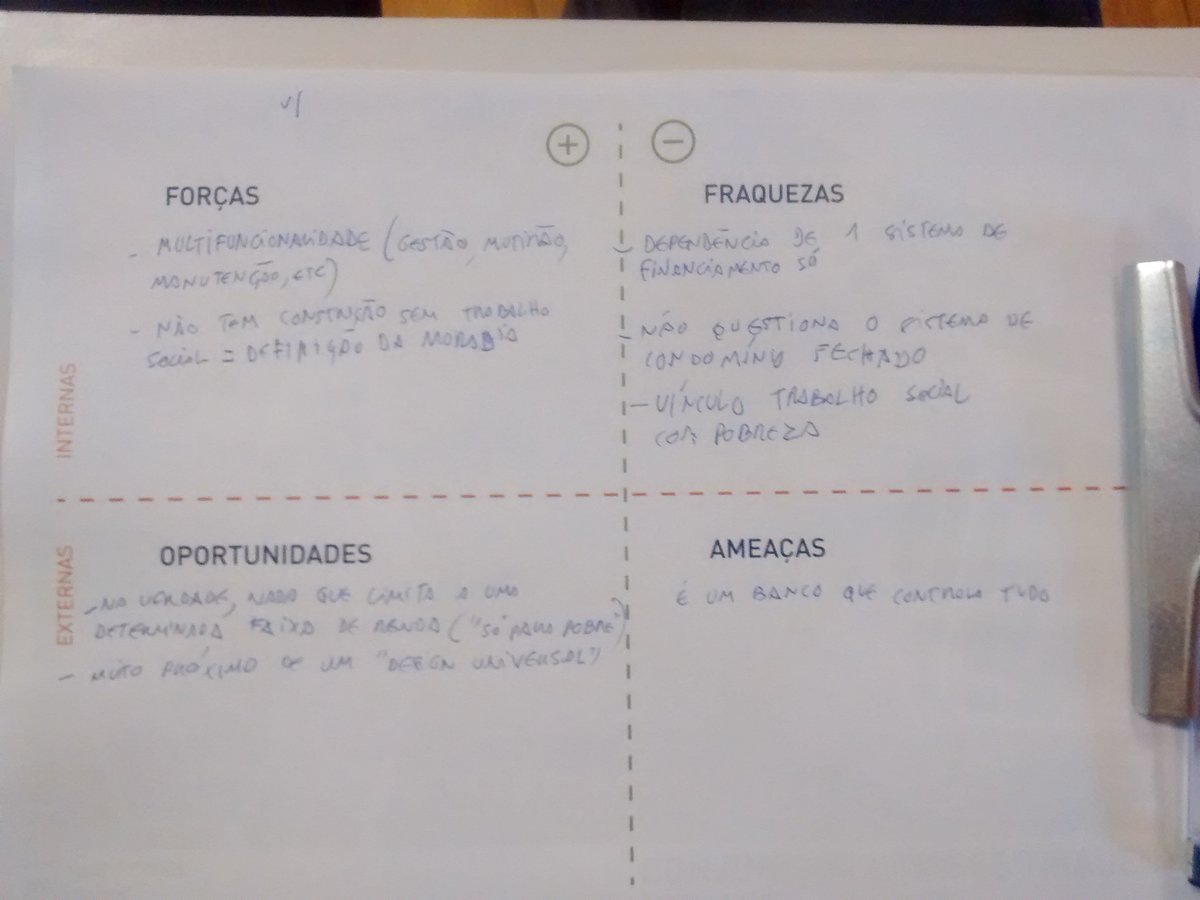 v/
+
−
FORÇAS
- MULTIFUNCIONALIDADE (GESTÃO, MUTIRÃO,
MANUTENÇÃO, ETC)
- NÃO TEM CONSTRUÇÃO SEM TRABALHO
SOCIAL = DEFINIÇÃO DA MORADIA
FRAQUEZAS
- DEPENDÊNCIA DE 1 SISTEMA DE
FINANCIAMENTO SÓ
- NÃO QUESTIONA O SISTEMA DE
CONDOMÍNIO FECHADO
- VÍNCULO TRABALHO SOCIAL
COM POBREZA
INTERNAS
EXTERNAS
OPORTUNIDADES
- NA VERDADE, NADA QUE LIMITA A UMA
DETERMINADA FAIXA DE RENDA ("SÓ PARA POBRE")
- MUITO PRÓXIMO DE UM "DESIGN UNIVERSAL"
AMEAÇAS
É UM BANCO QUE CONTROLA TUDO